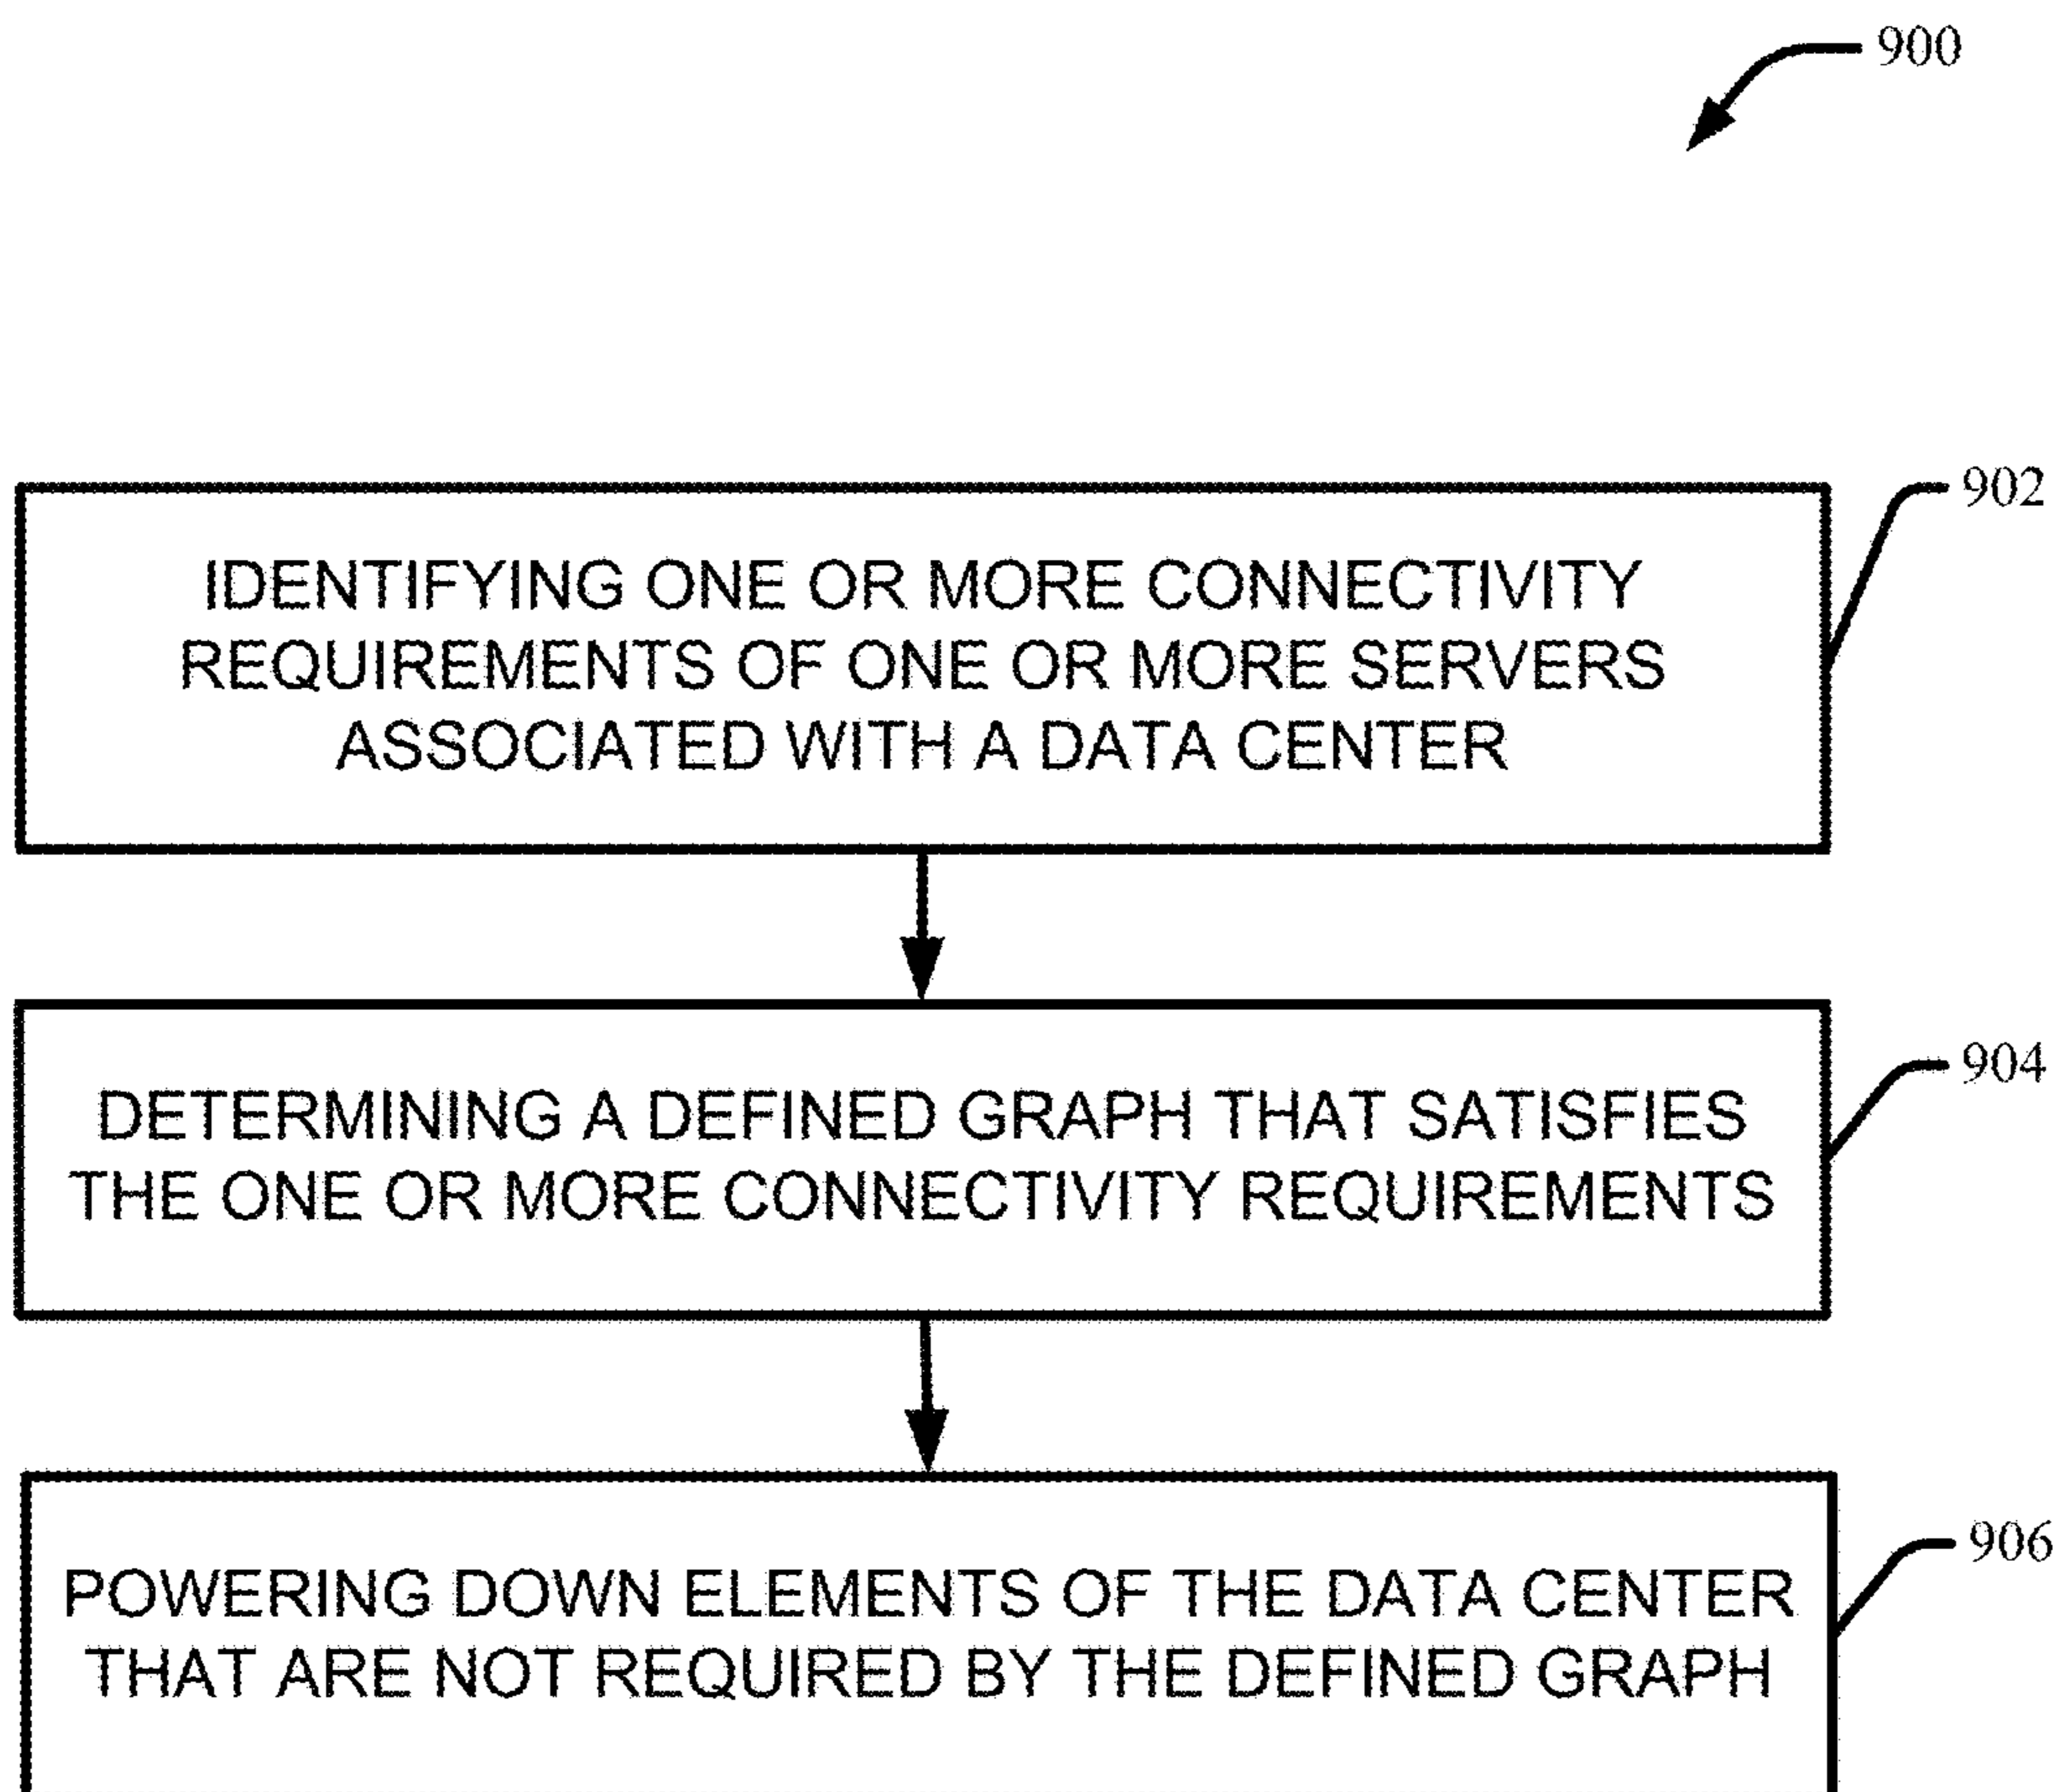 900
902
IDENTIFYING ONE OR MORE CONNECTIVITY
REQUIREMENTS OF ONE OR MORE SERVERS
ASSOCIATED WITH A DATA CENTER
904
DETERMINING A DEFINED GRAPH THAT SATISFIES
THE ONE OR MORE CONNECTIVITY REQUIREMENTS
906
POWERING DOWN ELEMENTS OF THE DATA CENTER
THAT ARE NOT REQUIRED BY THE DEFINED GRAPH